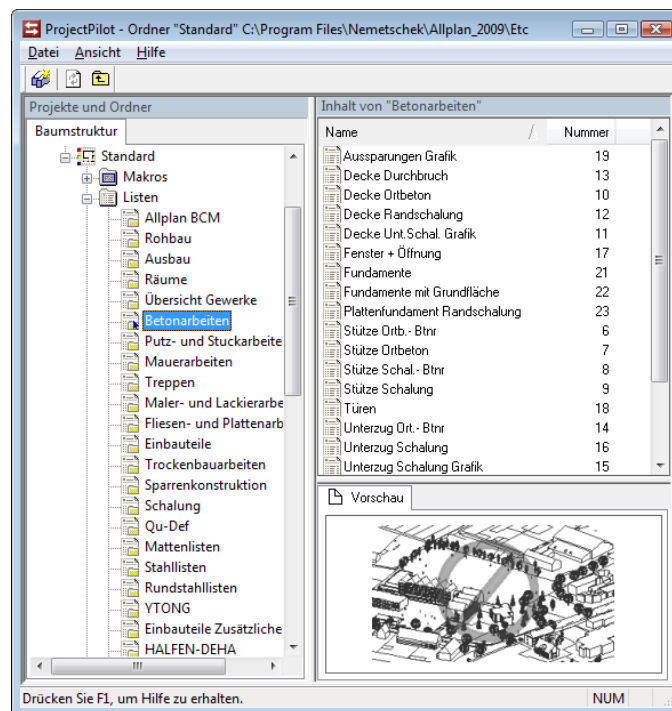 ProjectPilot - Ordner "Standard" C:\Program Files\Nemetschek\Allplan_2009\Etc
Datei Ansicht Hilfe
Projekte und Ordner
Baumstruktur
Standard
Makros
Listen
Allplan BCM
Rohbau
Ausbau
Räume
Übersicht Gewerke
Betonarbeiten
Putz- und Stuckarbeite
Mauerarbeiten
Treppen
Maler- und Lackierarbe
Fliesen- und Plattenarb
Einbauteile
Trockenbauarbeiten
Sparrenkonstruktion
Schalung
Qu-Def
Mattenlisten
Stahllisten
Rundstahllisten
YTONG
Einbauteile Zusätzliche
HALFEN-DEHA
Inhalt von "Betonarbeiten"
Name Nummer
Aussparungen Grafik 19
Decke Durchbruch 13
Decke Ortbeton 10
Decke Randschalung 12
Decke Unt.Schal. Grafik 11
Fenster + Öffnung 17
Fundamente 21
Fundamente mit Grundfläche 22
Plattenfundament Randschalung 23
Stütze Ortb.- Btnr 6
Stütze Ortbeton 7
Stütze Schal.- Btnr 8
Stütze Schalung 9
Türen 18
Unterzug Ort.- Btnr 14
Unterzug Schalung 16
Unterzug Schalung Grafik 15
Vorschau
Drücken Sie F1, um Hilfe zu erhalten.
NUM